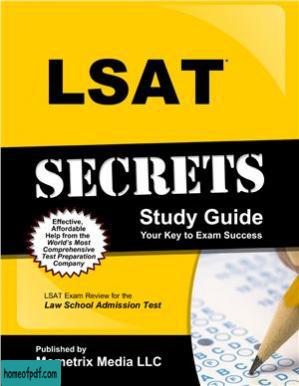 LSAT
SECRETS
Study Guide
Your Key to Exam Success
Effective,
Affordable
Help from the
World's Most
Comprehensive
Test Preparation
Company
LSAT Exam Review for the
Law School Admission Test
Published by
Mometrix Media LLC
homeofpdf.com